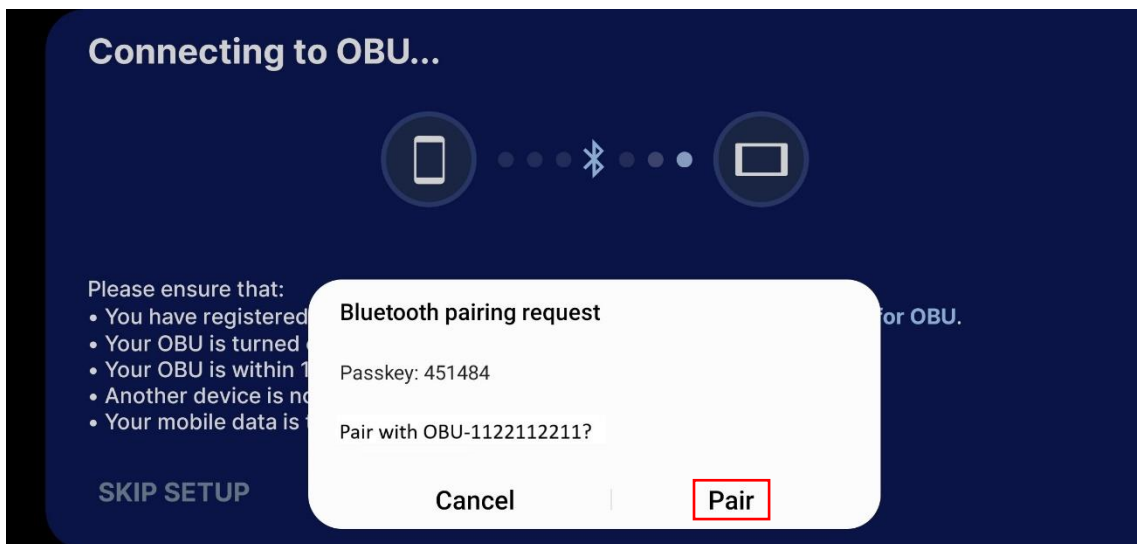 Connecting to OBU...
Please ensure that:
• You have registered
for OBU.
• Your OBU is turned
• Your OBU is within
• Another device is
• Your mobile data is
Bluetooth pairing request
Passkey: 451484
Pair with OBU-1122112211?
Cancel
Pair
SKIP SETUP